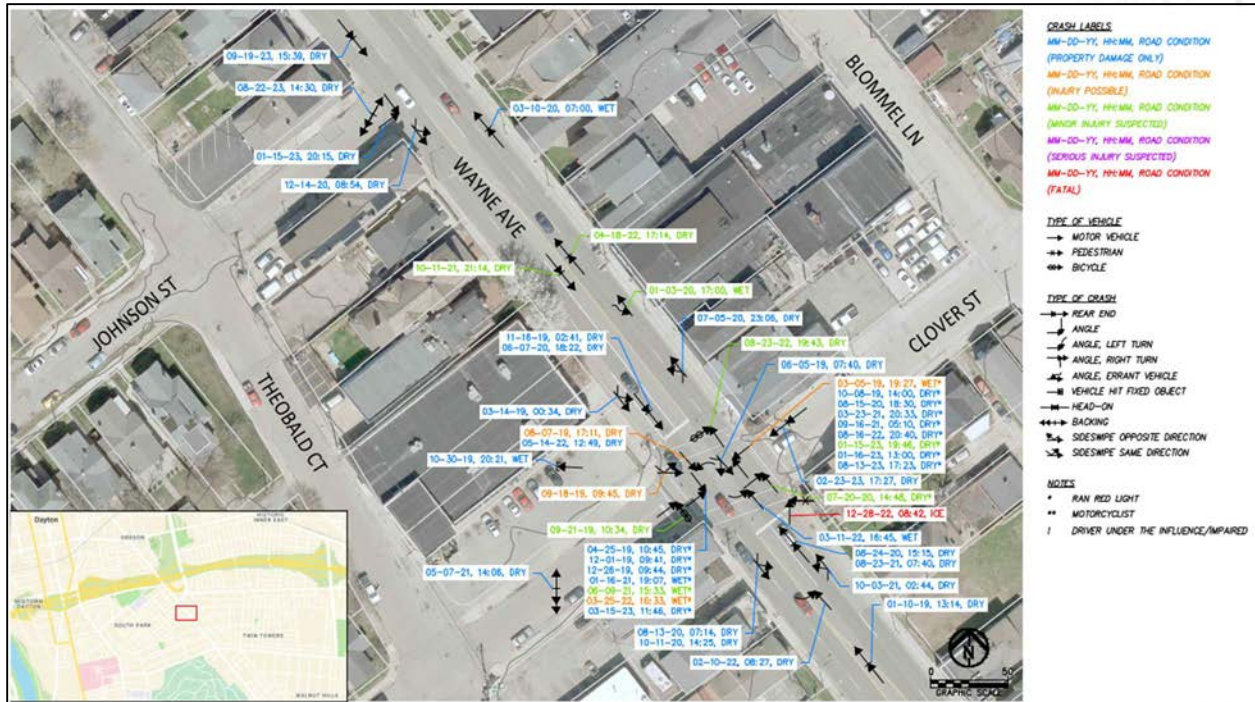 09-19-23, 15:39, DRY
08-22-23, 14:30, DRY
03-10-20, 07:00, WET
01-15-23, 20:15, DRY
12-14-20, 08:54, DRY
WAYNE AVE
BLOMMEL LN
JOHNSON ST
THEOBALD CT
CLOVER ST
04-18-22, 17:14, DRY
10-11-21, 21:14, DRY
01-03-20, 17:00, WET
07-05-20, 23:06, DRY
11-16-19, 02:41, DRY
06-07-20, 18:22, DRY
08-23-22, 19:43, DRY
06-05-19, 07:40, DRY
03-05-19, 19:27, WET*
10-08-19, 14:00, DRY*
08-15-20, 18:30, DRY*
03-23-21, 20:33, DRY*
09-16-21, 05:10, DRY*
08-16-22, 20:40, DRY*
01-15-23, 19:46, DRY*
01-16-23, 13:00, DRY*
08-13-23, 17:23, DRY*
03-14-19, 00:34, DRY
08-07-19, 17:11, DRY
05-14-22, 12:49, DRY
10-30-19, 20:21, WET
09-18-19, 09:45, DRY
02-23-23, 17:27, DRY
07-20-20, 14:48, DRY*
12-28-22, 08:42, ICE
09-21-19, 10:34, DRY
03-11-22, 16:45, WET
08-24-20, 15:15, DRY
08-23-21, 07:40, DRY
04-25-19, 10:45, DRY*
12-01-19, 09:41, DRY*
12-28-19, 09:44, DRY*
01-16-21, 19:07, WET*
06-09-21, 15:33, WET*
03-25-22, 16:33, WET*
03-15-23, 11:46, DRY*
05-07-21, 14:06, DRY
10-03-21, 02:44, DRY
01-10-19, 13:14, DRY
08-13-20, 07:14, DRY
10-11-20, 14:25, DRY
02-10-22, 08:27, DRY
N
0 50
GRAPHIC SCALE
Dayton
OREGON
HISTORIC
INNER EAST
MIDTOWN
DAYTON
SOUTH PARK
TWIN TOWERS
WALNUT HILLS
CRASH LABELS
MM-DD-YY, HH:MM, ROAD CONDITION
(PROPERTY DAMAGE ONLY)
MM-DD-YY, HH:MM, ROAD CONDITION
(INJURY POSSIBLE)
MM-DD-YY, HH:MM, ROAD CONDITION
(MINOR INJURY SUSPECTED)
MM-DD-YY, HH:MM, ROAD CONDITION
(SERIOUS INJURY SUSPECTED)
MM-DD-YY, HH:MM, ROAD CONDITION
(FATAL)
TYPE OF VEHICLE
MOTOR VEHICLE
PEDESTRIAN
BICYCLE
TYPE OF CRASH
REAR END
ANGLE
ANGLE, LEFT TURN
ANGLE, RIGHT TURN
ANGLE, ERRANT VEHICLE
VEHICLE HIT FIXED OBJECT
HEAD-ON
BACKING
SIDESWIPE OPPOSITE DIRECTION
SIDESWIPE SAME DIRECTION
NOTES
* RAN RED LIGHT
** MOTORCYCLIST
! DRIVER UNDER THE INFLUENCE/IMPAIRED